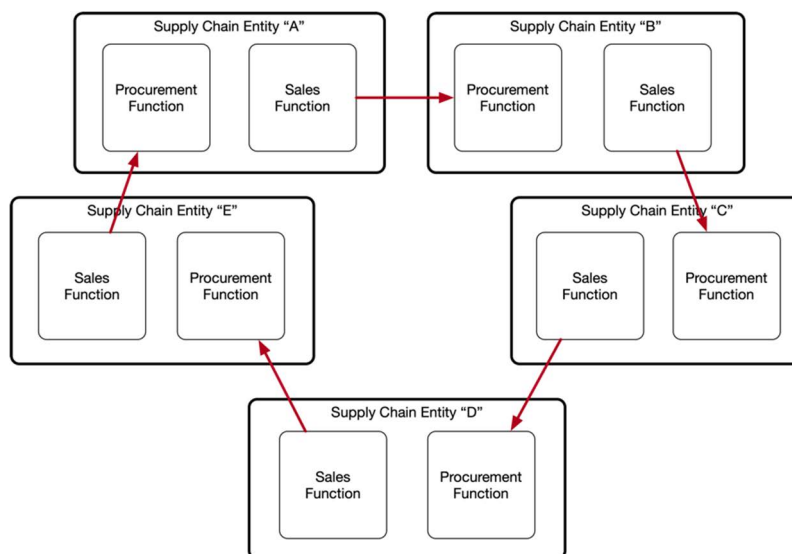 Supply Chain Entity “A”
Procurement
Function
Sales
Function
Supply Chain Entity “B”
Procurement
Function
Sales
Function
Supply Chain Entity “E”
Sales
Function
Procurement
Function
Supply Chain Entity “C”
Sales
Function
Procurement
Function
Supply Chain Entity “D”
Sales
Function
Procurement
Function